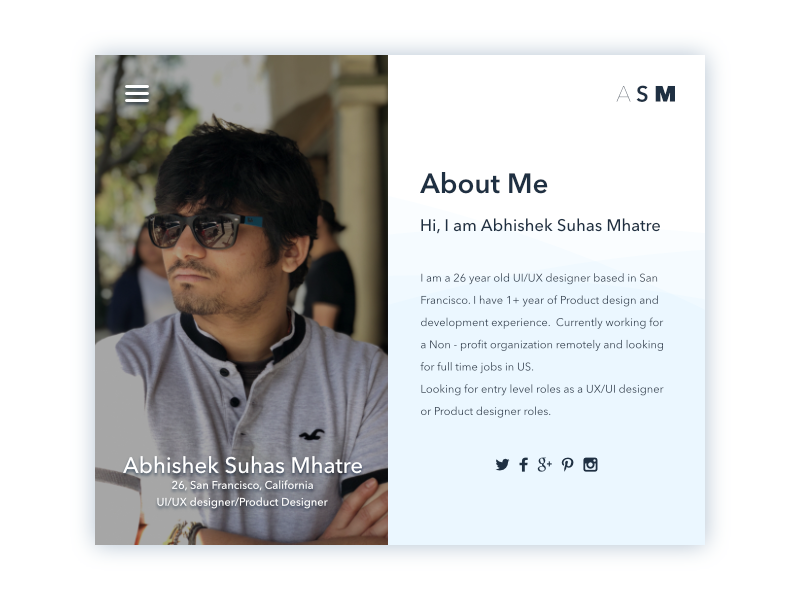 A S M
About Me
Hi, I am Abhishek Suhas Mhatre
I am a 26 year old UI/UX designer based in San
Francisco. I have 1+ year of Product design and
development experience.  Currently working for
a Non - profit organization remotely and looking
for full time jobs in US.
Looking for entry level roles as a UX/UI designer
or Product designer roles.
Abhishek Suhas Mhatre
26, San Francisco, California
UI/UX designer/Product Designer